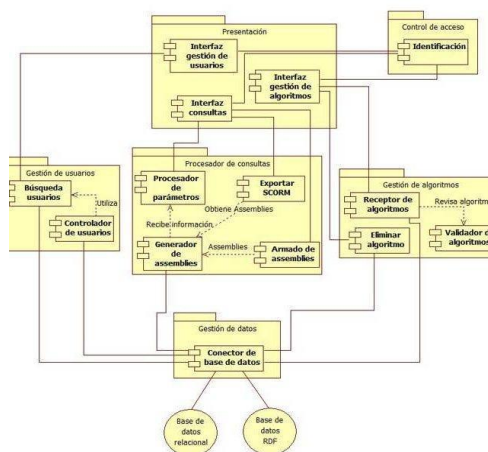 Presentación
Control de acceso
Interfaz
gestión de
usuarios
Identificación
Interfaz
gestión de
algoritmos
Interfaz
consultas
Gestión de usuarios
Procesador de consultas
Gestión de algoritmos
Búsqueda
usuarios
Utiliza
Controlador
de usuarios
Procesador
de
parámetros
Exportar
SCORM
Obtiene Assemblies
Recibe información
Generador
de
assemblies
Assemblies
Armado de
assemblies
Receptor de
algoritmos
Revisa algoritm
Eliminar
algoritmo
Validador
de
algoritmos
Gestión de datos
Conector de
base de datos
Base de
datos
relacional
Base de
datos
RDF